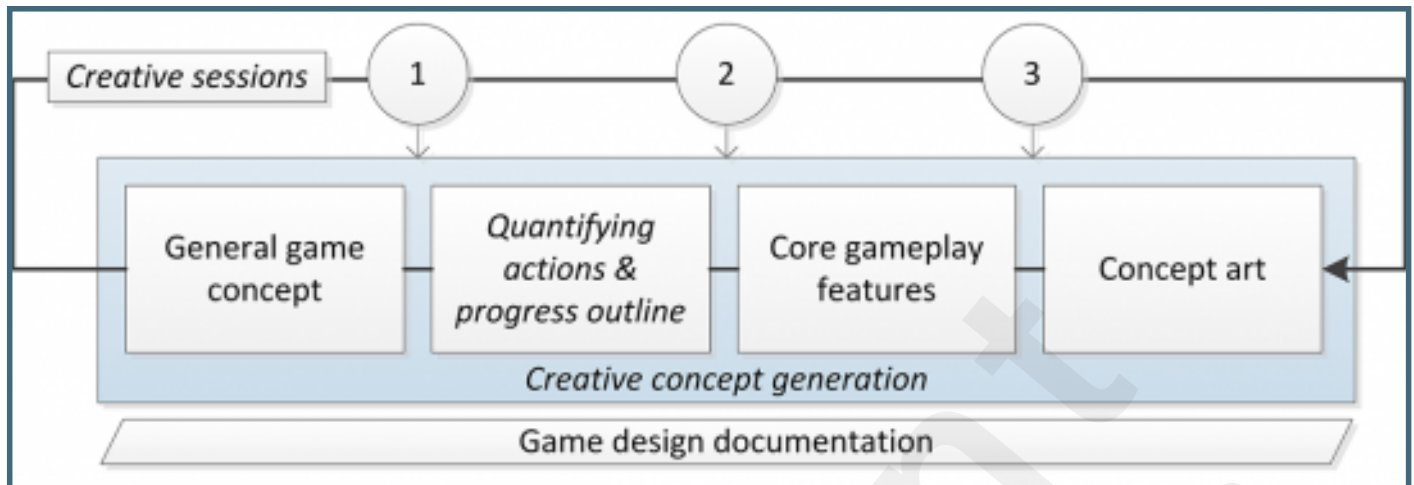 Creative sessions
1
2
3
General game
concept
Quantifying
actions &
progress outline
Core gameplay
features
Concept art
Creative concept generation
Game design documentation